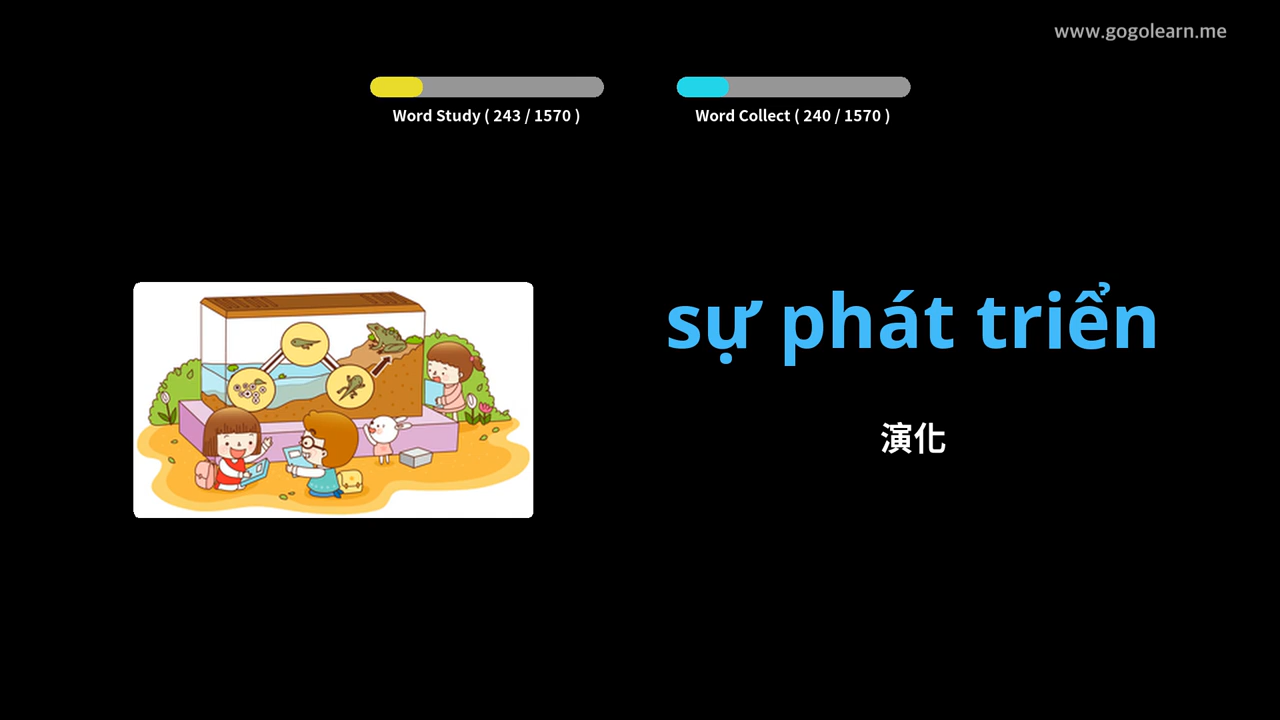 www.gogolearn.me
Word Study ( 243 / 1570 )
Word Collect ( 240 / 1570 )
sự phát triển
演化